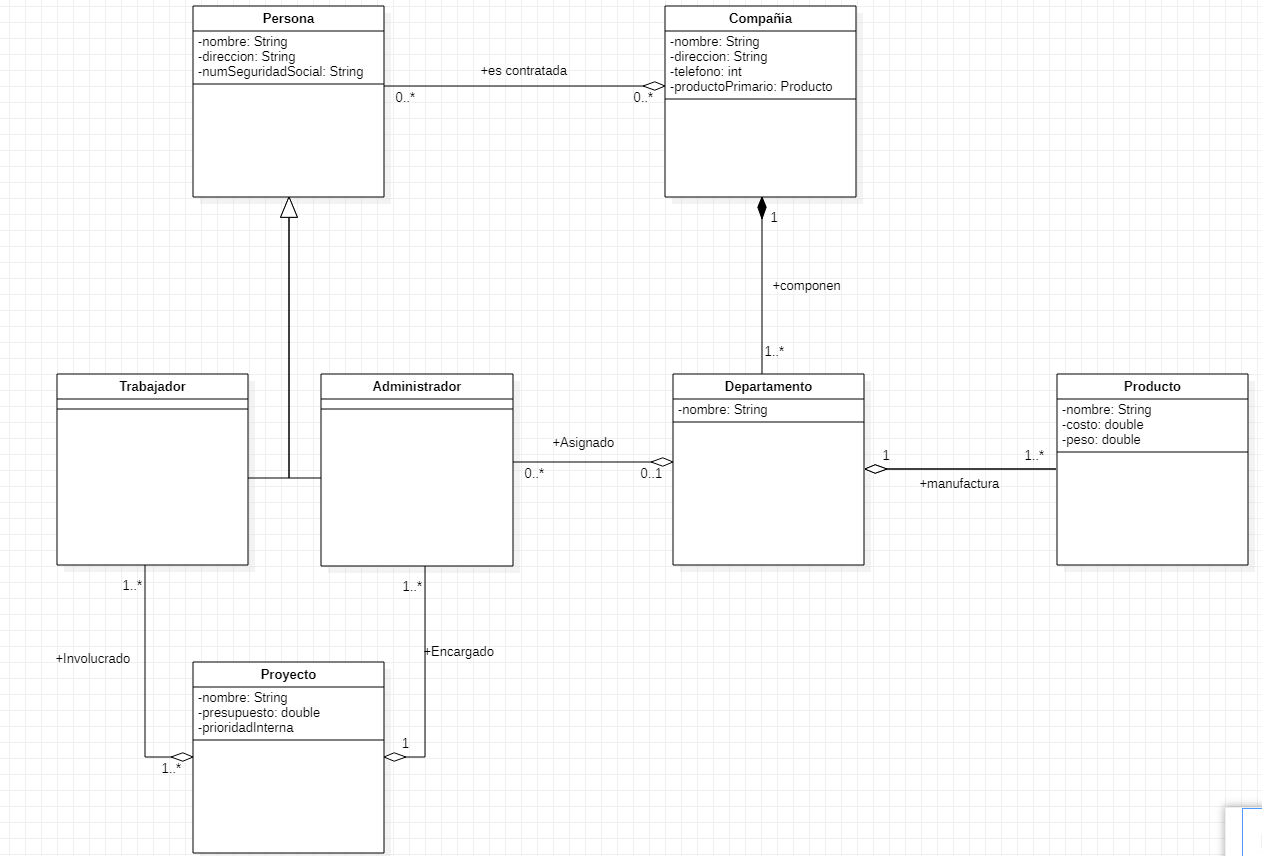 Persona
-nombre: String
-direccion: String
-numSeguridadSocial: String
+es contratada
0..*
0..*
Compañia
-nombre: String
-direccion: String
-telefono: int
-productoPrimario: Producto
1
+componen
1..*
Trabajador
Administrador
+Asignado
0..*
0..1
Departamento
-nombre: String
1
1..*
+manufactura
Producto
-nombre: String
-costo: double
-peso: double
1..*
1..*
+Involucrado
+Encargado
Proyecto
-nombre: String
-presupuesto: double
-prioridadInterna
1..*
1